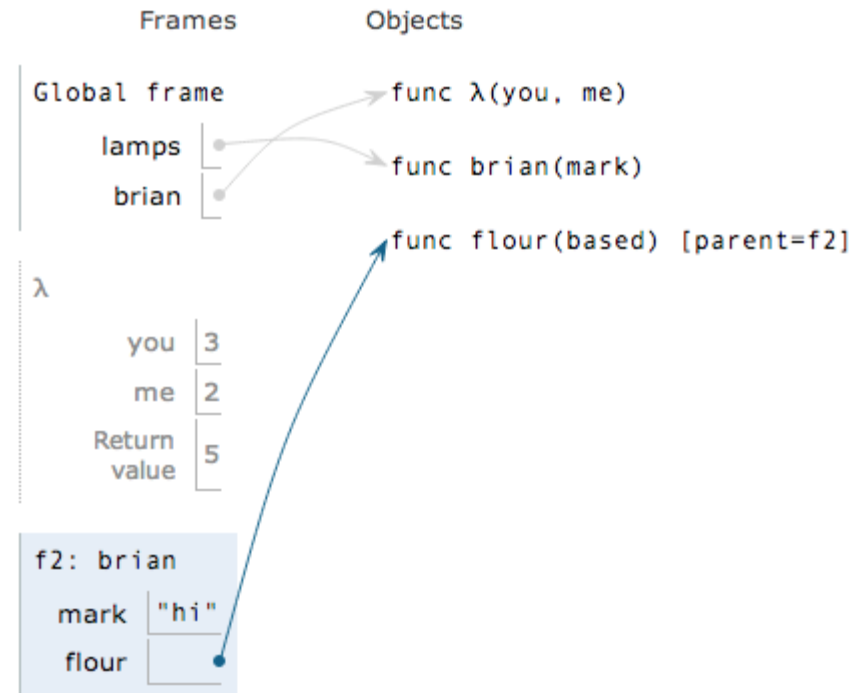 Frames Objects
Global frame
func λ(you, me)
lamps
func brian(mark)
brian
func flour(based) [parent=f2]
λ
you 3
me 2
Return
value 5
f2: brian
mark "hi"
flour